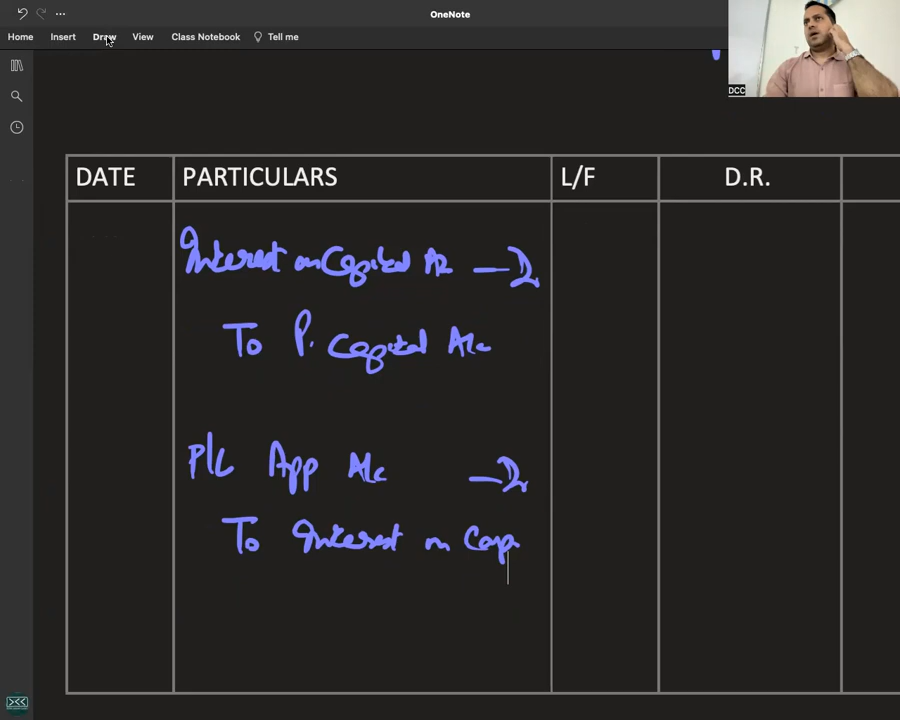 OneNote
Home Insert Draw View Class Notebook Tell me
DCC
DATE PARTICULARS L/F D.R.
Interest on Capital A/c — Dr
To P. Capital A/c
P/L App A/c — Dr
To Interest on Cap